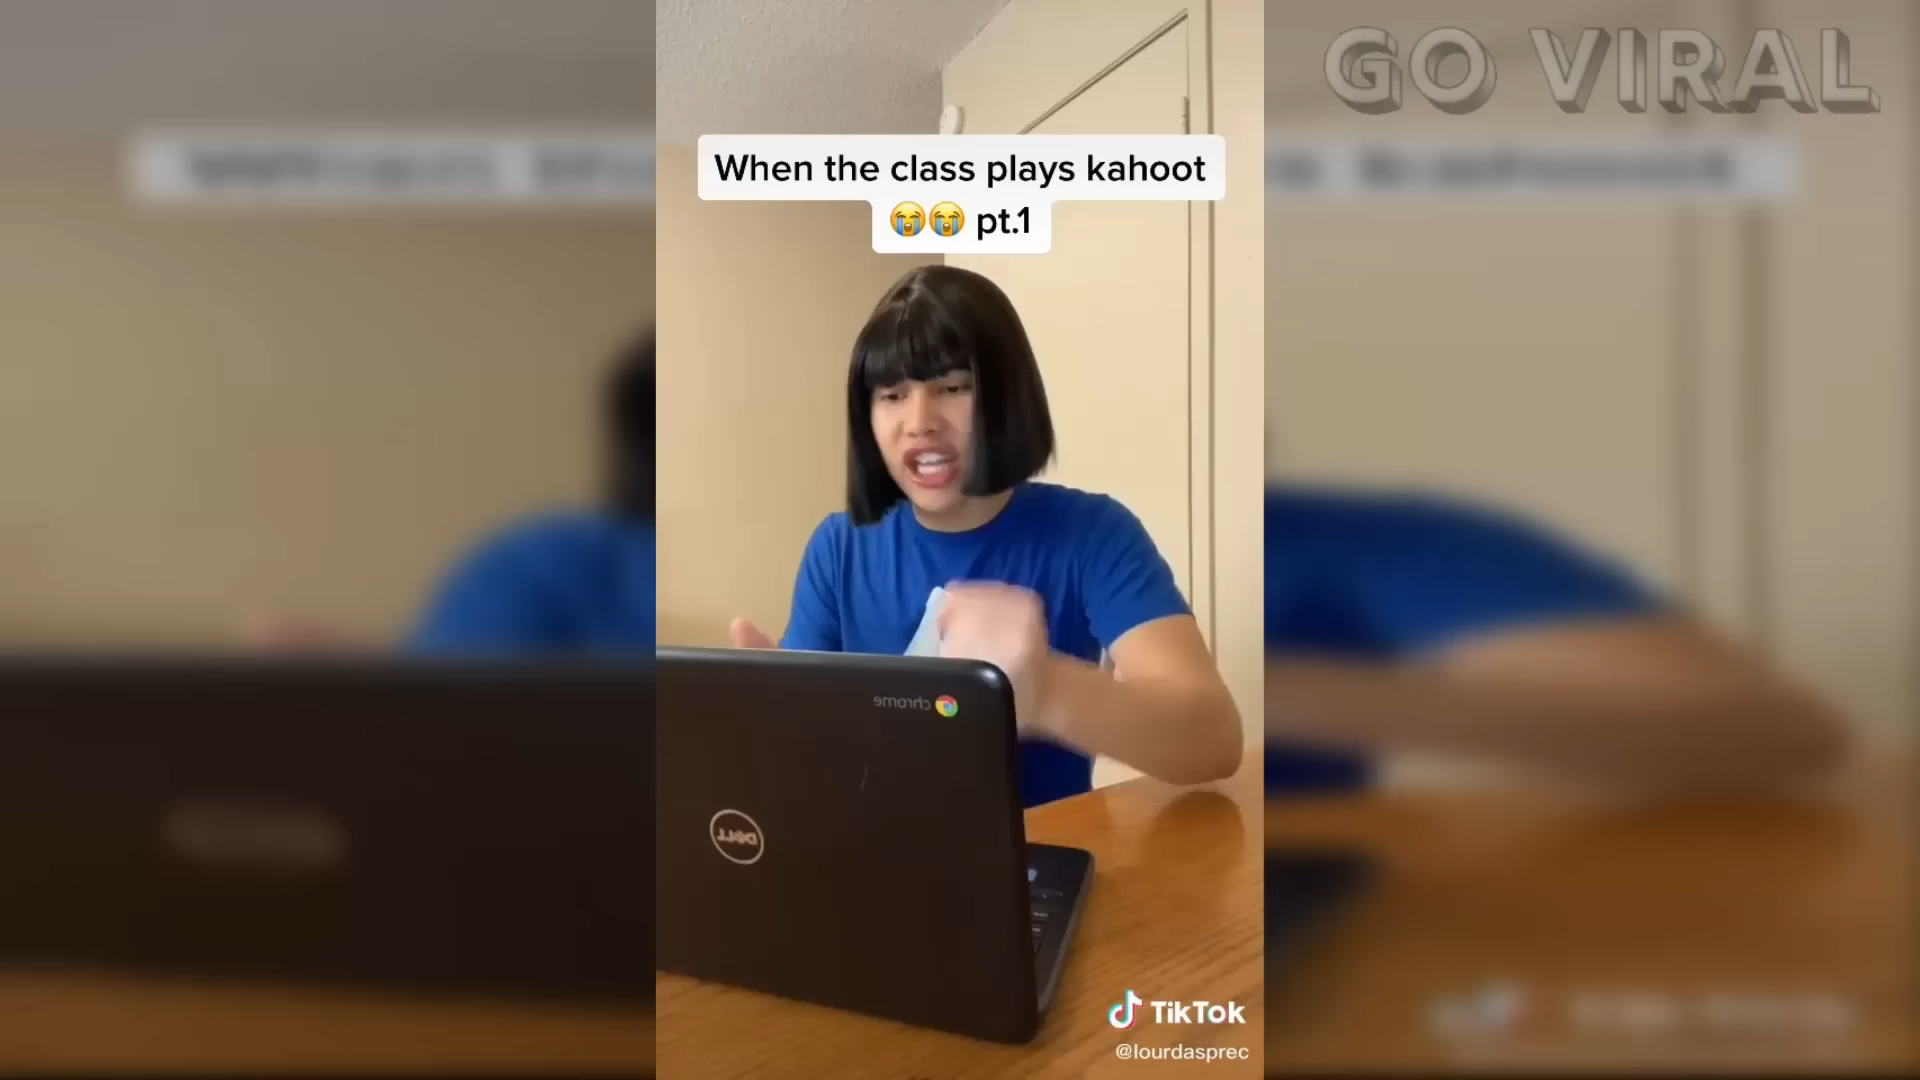 GO VIRAL
When the class plays kahoot
😭😭 pt.1
chrome
DELL
TikTok
@lourdasprec